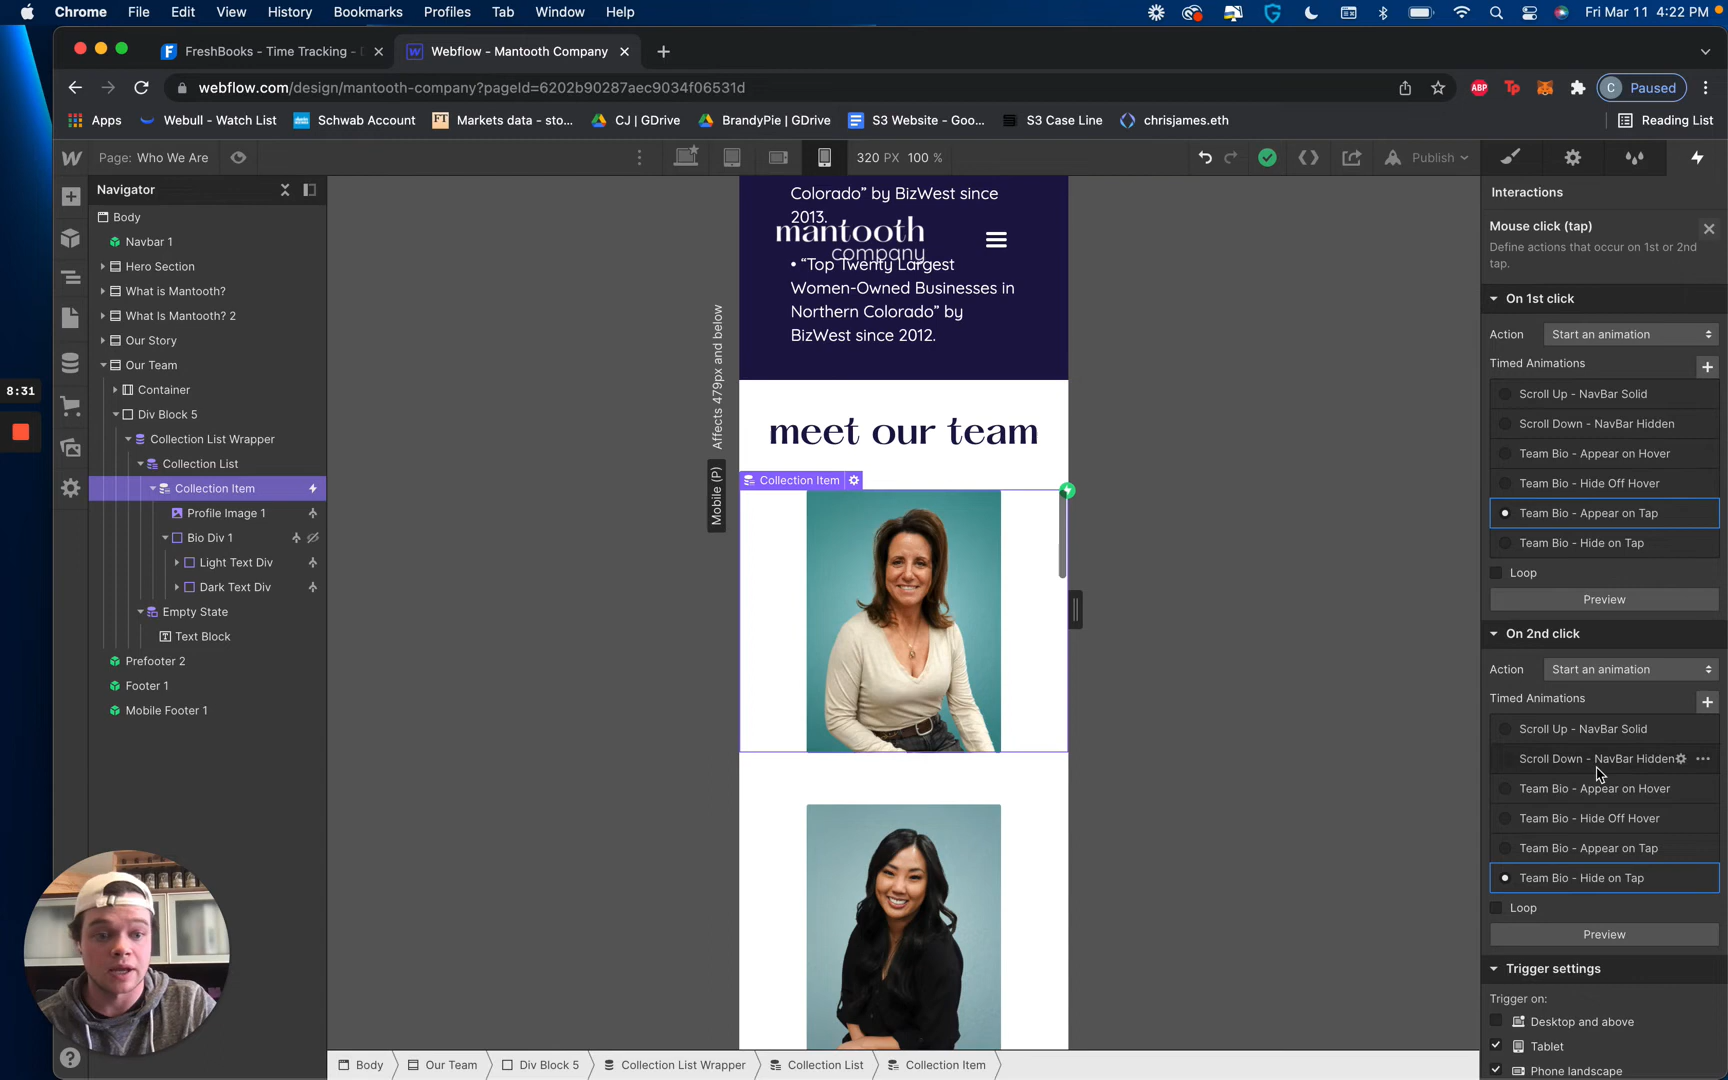 Chrome File Edit View History Bookmarks Profiles Tab Window Help
Fri Mar 11 4:22 PM
FreshBooks - Time Tracking -
Webflow - Mantooth Company
webflow.com/design/mantooth-company?pageId=6202b90287aec9034f06531d
ABP Tp C Paused
Apps Webull - Watch List Schwab Account FT Markets data - sto... CJ | GDrive BrandyPie | GDrive S3 Website - Goo... S3 Case Line chrisjames.eth Reading List
Page: Who We Are
320 PX 100 %
Publish
Navigator
Body
Navbar 1
Hero Section
What is Mantooth?
What Is Mantooth? 2
Our Story
Our Team
Container
Div Block 5
Collection List Wrapper
Collection List
Collection Item
Profile Image 1
Bio Div 1
Light Text Div
Dark Text Div
Empty State
Text Block
Prefooter 2
Footer 1
Mobile Footer 1
8:31
Affects 479px and below
Mobile (P)
Colorado” by BizWest since
2013.
mantooth
company
• “Top Twenty Largest
Women-Owned Businesses in
Northern Colorado” by
BizWest since 2012.
meet our team
Collection Item
Interactions
Mouse click (tap)
Define actions that occur on 1st or 2nd
tap.
On 1st click
Action Start an animation
Timed Animations
Scroll Up - NavBar Solid
Scroll Down - NavBar Hidden
Team Bio - Appear on Hover
Team Bio - Hide Off Hover
Team Bio - Appear on Tap
Team Bio - Hide on Tap
Loop
Preview
On 2nd click
Action Start an animation
Timed Animations
Scroll Up - NavBar Solid
Scroll Down - NavBar Hidden
Team Bio - Appear on Hover
Team Bio - Hide Off Hover
Team Bio - Appear on Tap
Team Bio - Hide on Tap
Loop
Preview
Trigger settings
Trigger on:
Desktop and above
Tablet
Phone landscape
Body Our Team Div Block 5 Collection List Wrapper Collection List Collection Item